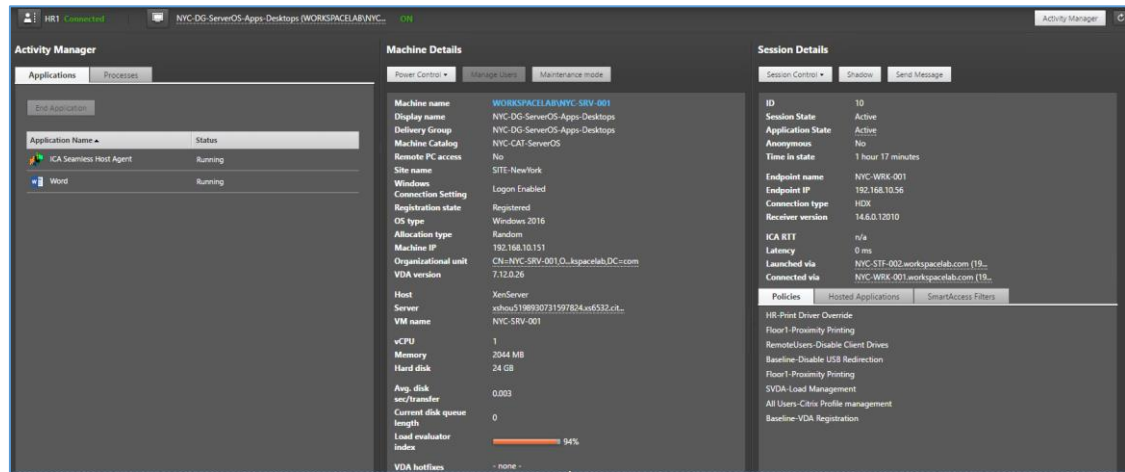 HR1 Connected
NYC-DG-ServerOS-Apps-Desktops (WORKSPACELAB\NYC...
ON
Activity Manager
Activity Manager
Applications
Processes
End Application
Application Name
Status
ICA Seamless Host Agent
Running
Word
Running
Machine Details
Power Control
Manage Users
Maintenance mode
Machine name WORKSPACELAB\NYC-SRV-001
Display name NYC-DG-ServerOS-Apps-Desktops
Delivery Group NYC-DG-ServerOS-Apps-Desktops
Machine Catalog NYC-CAT-ServerOS
Remote PC access No
Site name SITE-NewYork
Windows
Connection Setting Logon Enabled
Registration state Registered
OS type Windows 2016
Allocation type Random
Machine IP 192.168.10.151
Organizational unit CN=NYC-SRV-001,O...kspacelab,DC=com
VDA version 7.12.0.26
Host XenServer
Server xshou5198930731597824.xs6532.cit...
VM name NYC-SRV-001
vCPU 1
Memory 2044 MB
Hard disk 24 GB
Avg. disk
sec/transfer 0.003
Current disk queue
length 0
Load evaluator
index 94%
VDA hotfixes - none -
Session Details
Session Control
Shadow
Send Message
ID 10
Session State Active
Application State Active
Anonymous No
Time in state 1 hour 17 minutes
Endpoint name NYC-WRK-001
Endpoint IP 192.168.10.56
Connection type HDX
Receiver version 14.6.0.12010
ICA RTT n/a
Latency 0 ms
Launched via NYC-STF-002.workspacelab.com (19...
Connected via NYC-WRK-001.workspacelab.com (19...
Policies
Hosted Applications
SmartAccess Filters
HR-Print Driver Override
Floor1-Proximity Printing
RemoteUsers-Disable Client Drives
Baseline-Disable USB Redirection
Floor1-Proximity Printing
SVDA-Load Management
All Users-Citrix Profile management
Baseline-VDA Registration